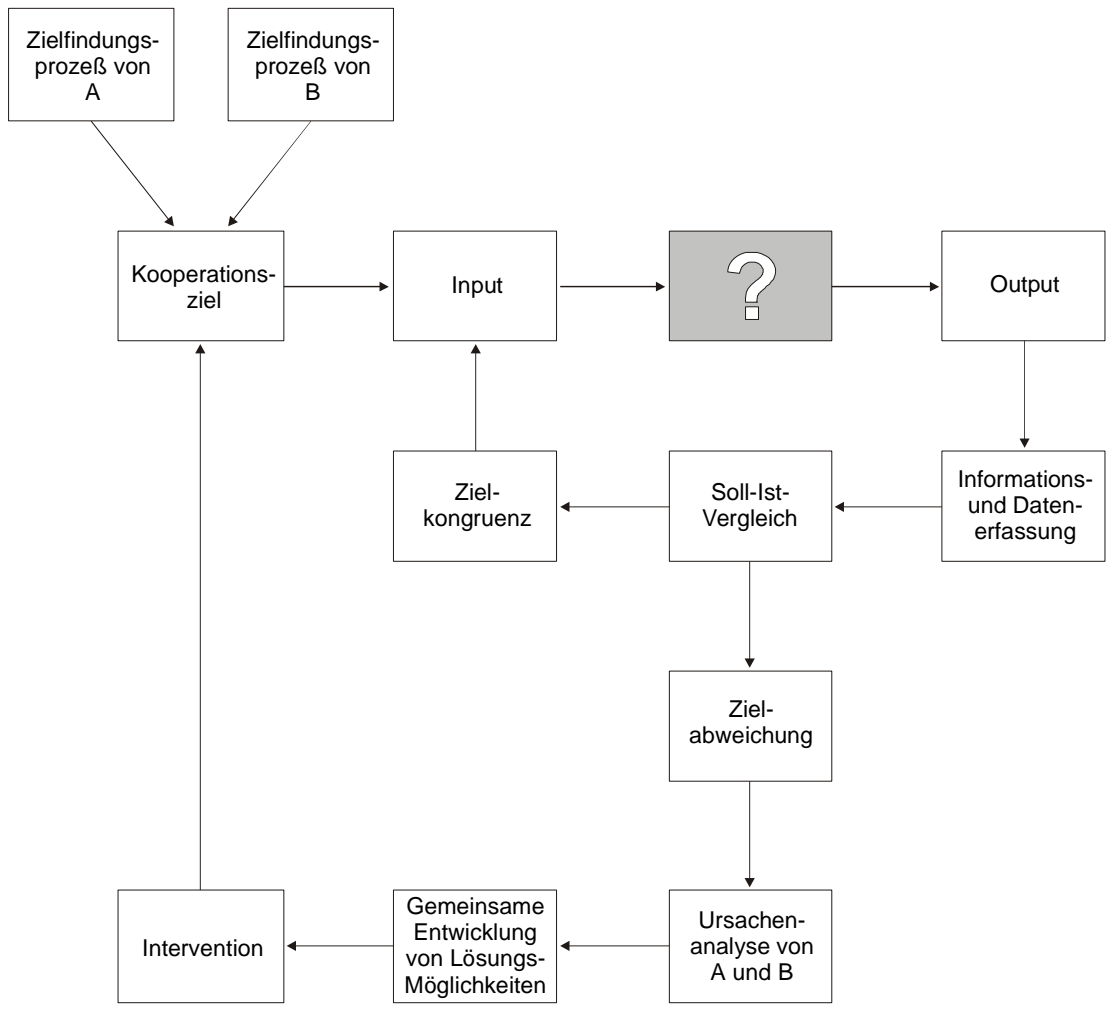 Zielfindungs-
prozeß von
A
Zielfindungs-
prozeß von
B
Kooperations-
ziel
Input
?
Output
Ziel-
kongruenz
Soll-Ist-
Vergleich
Informations-
und Daten-
erfassung
Ziel-
abweichung
Intervention
Gemeinsame
Entwicklung
von Lösungs-
Möglichkeiten
Ursachen-
analyse von
A und B